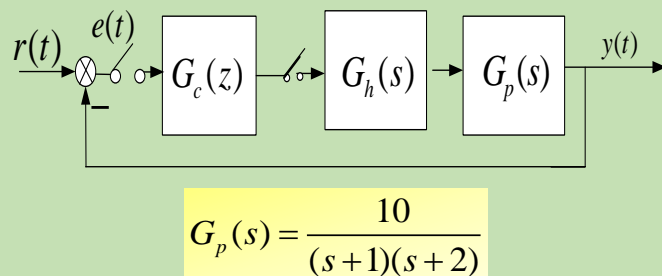 r(t) e(t) G_c(z) G_h(s) G_p(s) y(t)
−
G_p(s) = 10 / ((s+1)(s+2))